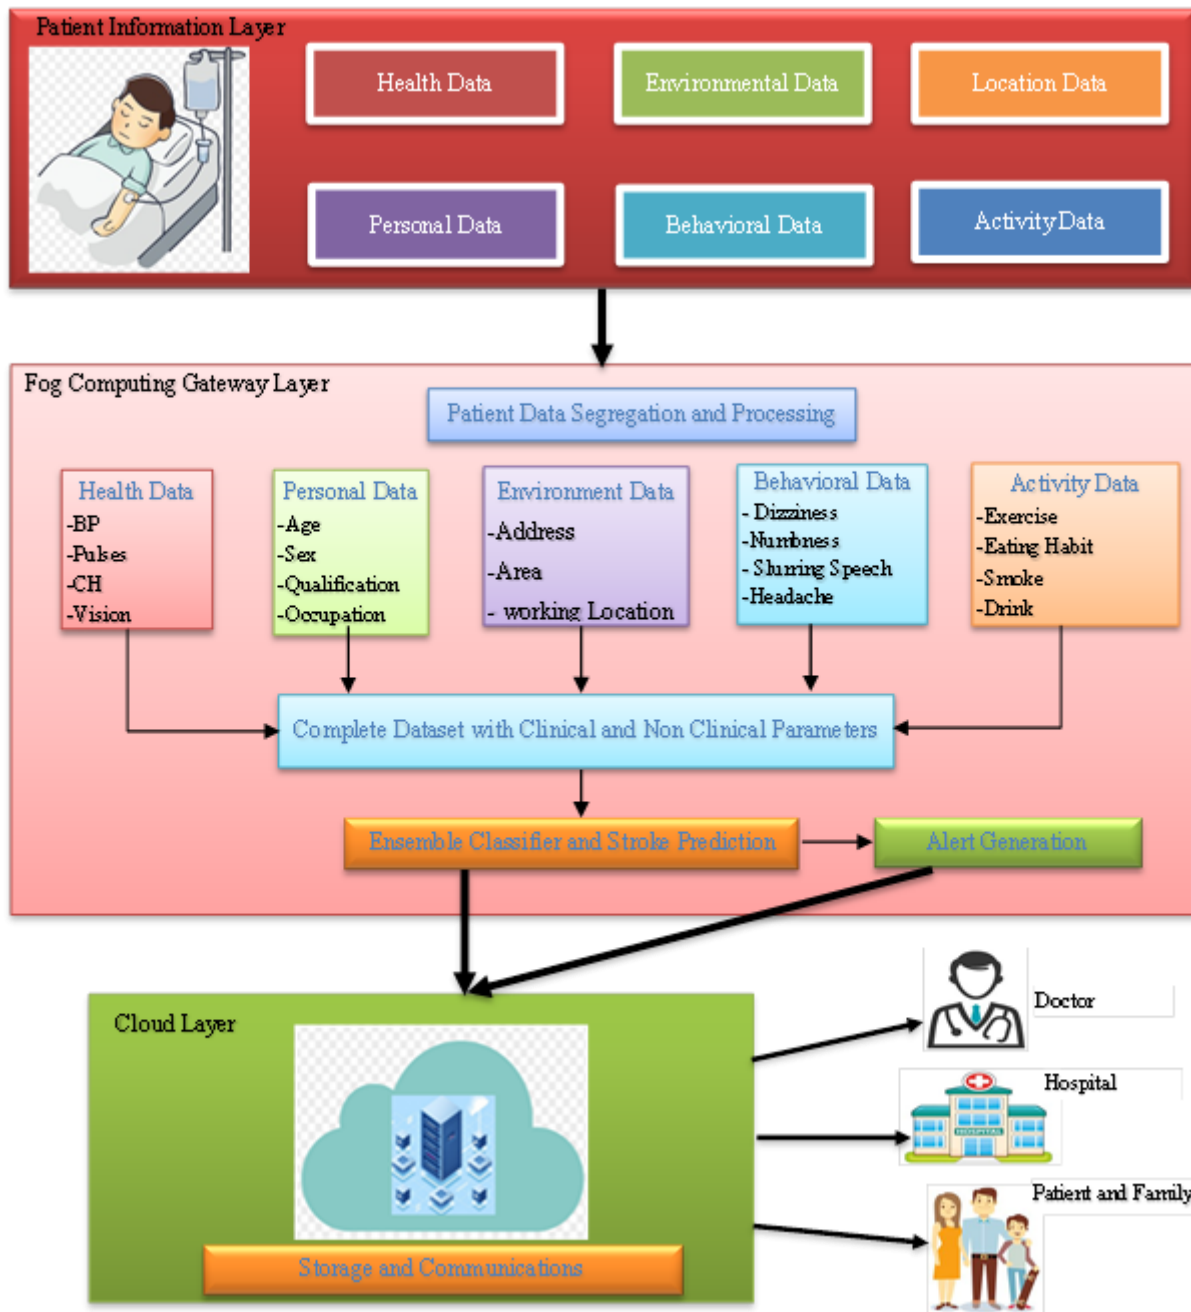 Patient Information Layer
Health Data
Environmental Data
Location Data
Personal Data
Behavioral Data
Activity Data
Fog Computing Gateway Layer
Patient Data Segregation and Processing
Health Data
-BP
-Pulses
-CH
-Vision
Personal Data
-Age
-Sex
-Qualification
-Occupation
Environment Data
-Address
-Area
- working Location
Behavioral Data
- Dizziness
-Numbness
- Slurring Speech
-Headache
Activity Data
-Exercise
-Eating Habit
-Smoke
-Drink
Complete Dataset with Clinical and Non Clinical Parameters
Ensemble Classifier and Stroke Prediction
Alert Generation
Cloud Layer
Storage and Communications
Doctor
Hospital
HOSPITAL
Patient and Family